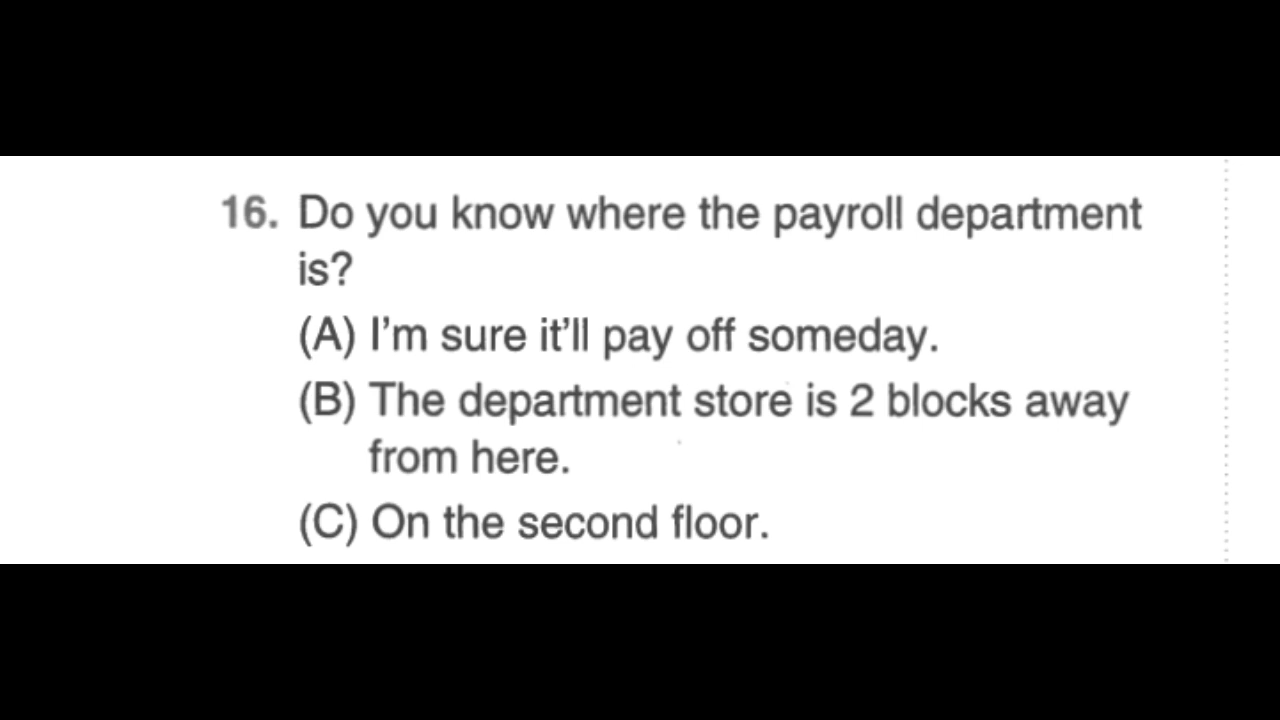 16. Do you know where the payroll department
is?
(A) I'm sure it'll pay off someday.
(B) The department store is 2 blocks away
from here.
(C) On the second floor.